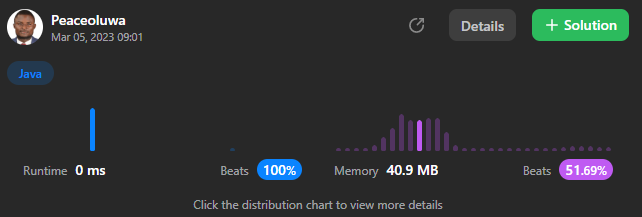 Peaceoluwa
Mar 05, 2023 09:01
Details
+ Solution
Java
Runtime 0 ms Beats 100% Memory 40.9 MB Beats 51.69%
Click the distribution chart to view more details